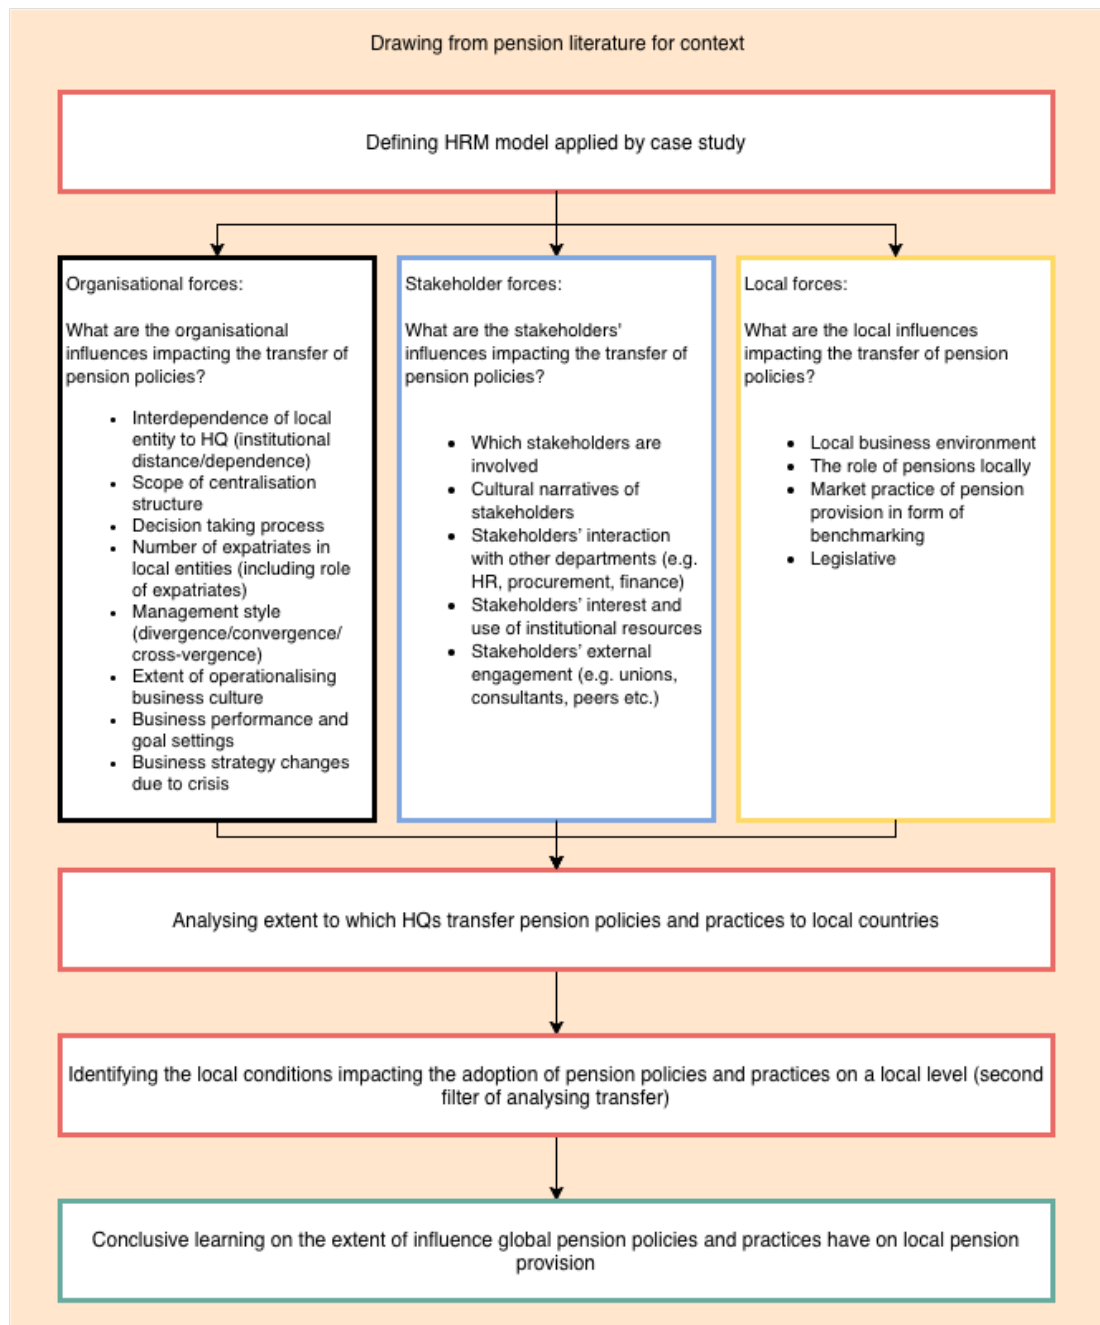 Drawing from pension literature for context
Defining HRM model applied by case study
Organisational forces:
What are the organisational
influences impacting the transfer of
pension policies?
• Interdependence of local
entity to HQ (institutional
distance/dependence)
• Scope of centralisation
structure
• Decision taking process
• Number of expatriates in
local entities (including role
of expatriates)
• Management style
(divergence/convergence/
cross-vergence)
• Extent of operationalising
business culture
• Business performance and
goal settings
• Business strategy changes
due to crisis
Stakeholder forces:
What are the stakeholders'
influences impacting the transfer of
pension policies?
• Which stakeholders are
involved
• Cultural narratives of
stakeholders
• Stakeholders' interaction
with other departments (e.g.
HR, procurement, finance)
• Stakeholders' interest and
use of institutional resources
• Stakeholders' external
engagement (e.g. unions,
consultants, peers etc.)
Local forces:
What are the local influences
impacting the transfer of pension
policies?
• Local business environment
• The role of pensions locally
• Market practice of pension
provision in form of
benchmarking
• Legislative
Analysing extent to which HQs transfer pension policies and practices to local countries
Identifying the local conditions impacting the adoption of pension policies and practices on a local level (second
filter of analysing transfer)
Conclusive learning on the extent of influence global pension policies and practices have on local pension
provision